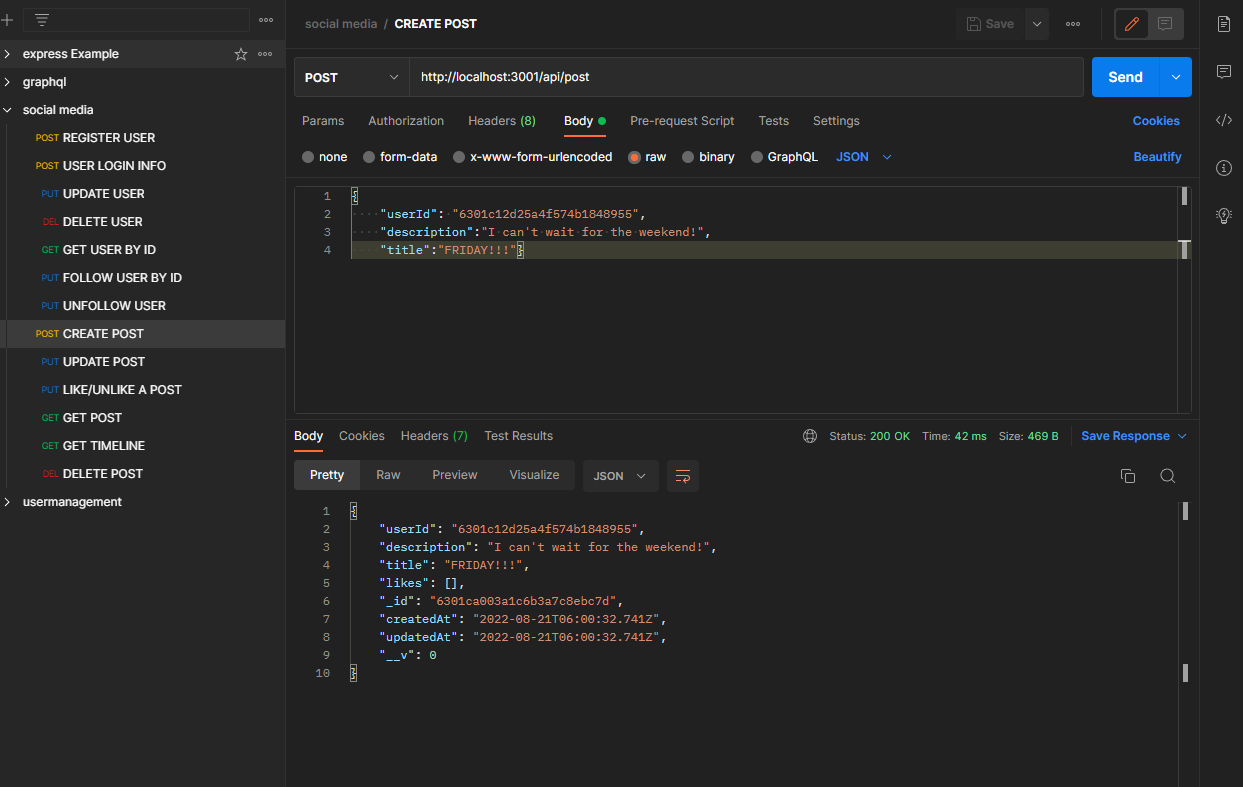 express Example
graphql
social media
POST REGISTER USER
POST USER LOGIN INFO
PUT UPDATE USER
DEL DELETE USER
GET GET USER BY ID
PUT FOLLOW USER BY ID
PUT UNFOLLOW USER
POST CREATE POST
PUT UPDATE POST
PUT LIKE/UNLIKE A POST
GET GET POST
GET GET TIMELINE
DEL DELETE POST
usermanagement
social media / CREATE POST
Save
POST http://localhost:3001/api/post Send
Params Authorization Headers (8) Body Pre-request Script Tests Settings Cookies
none form-data x-www-form-urlencoded raw binary GraphQL JSON Beautify
1 {
2 "userId": "6301c12d25a4f574b1848955",
3 "description":"I can't wait for the weekend!",
4 "title":"FRIDAY!!!"}
Body Cookies Headers (7) Test Results Status: 200 OK Time: 42 ms Size: 469 B Save Response
Pretty Raw Preview Visualize JSON
1 {
2 "userId": "6301c12d25a4f574b1848955",
3 "description": "I can't wait for the weekend!",
4 "title": "FRIDAY!!!",
5 "likes": [],
6 "_id": "6301ca003a1c6b3a7c8ebc7d",
7 "createdAt": "2022-08-21T06:00:32.741Z",
8 "updatedAt": "2022-08-21T06:00:32.741Z",
9 "__v": 0
10 }